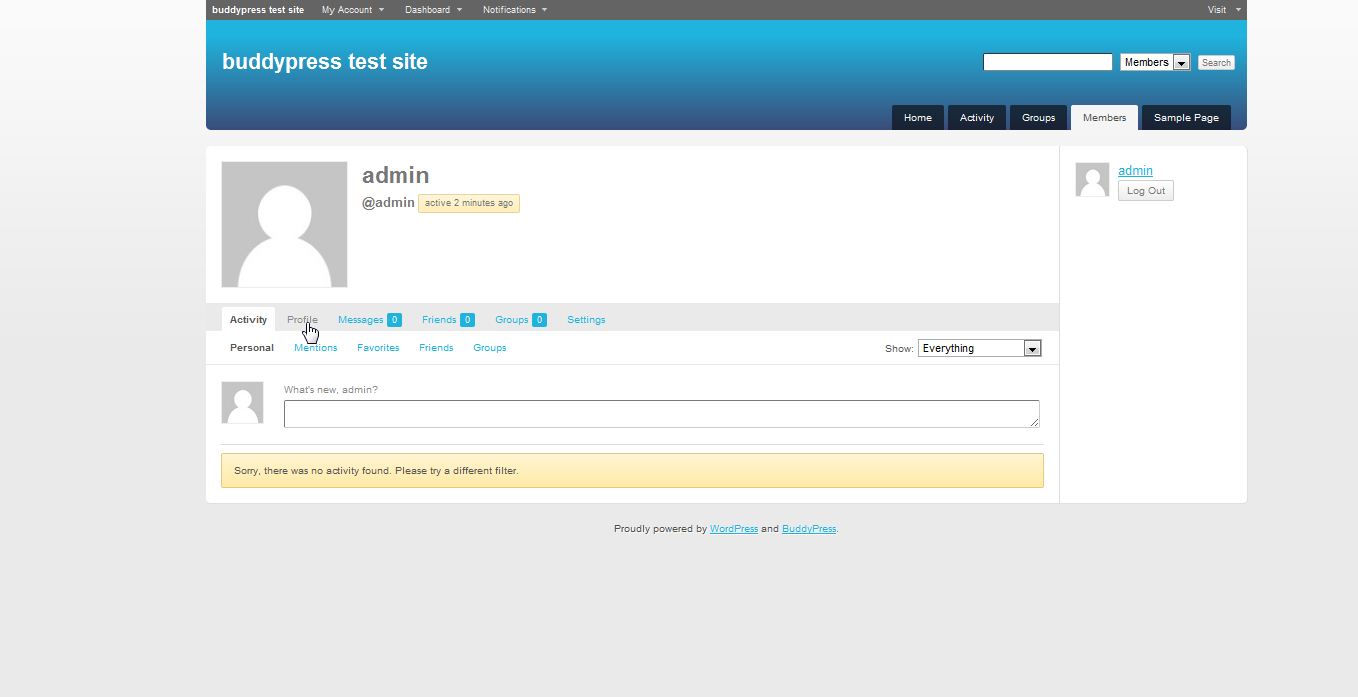 buddypress test site My Account Dashboard Notifications Visit
buddypress test site
Members Search
Home Activity Groups Members Sample Page
admin
@admin active 2 minutes ago
admin
Log Out
Activity Profile Messages 0 Friends 0 Groups 0 Settings
Personal Mentions Favorites Friends Groups Show: Everything
What's new, admin?
Sorry, there was no activity found. Please try a different filter.
Proudly powered by WordPress and BuddyPress.